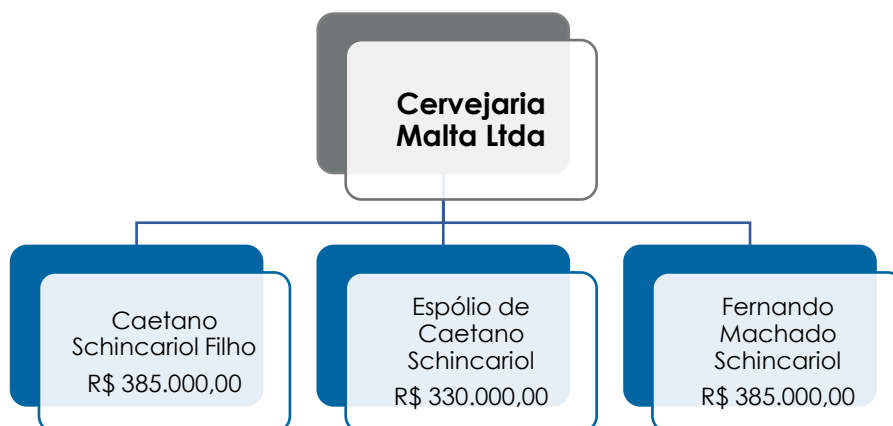 Cervejaria
Malta Ltda
Caetano
Schincariol Filho
R$ 385.000,00
Espólio de
Caetano
Schincariol
R$ 330.000,00
Fernando
Machado
Schincariol
R$ 385.000,00